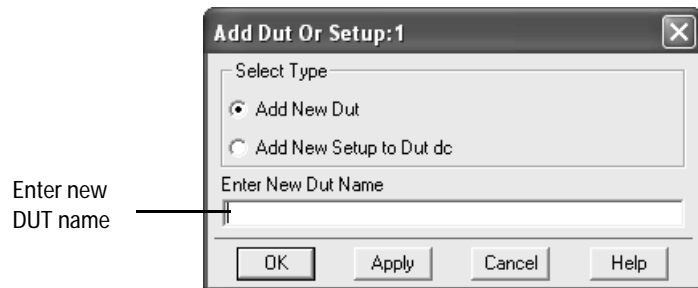 Add Dut Or Setup:1
Select Type
Add New Dut
Add New Setup to Dut dc
Enter New Dut Name
Enter new
DUT name
OK Apply Cancel Help